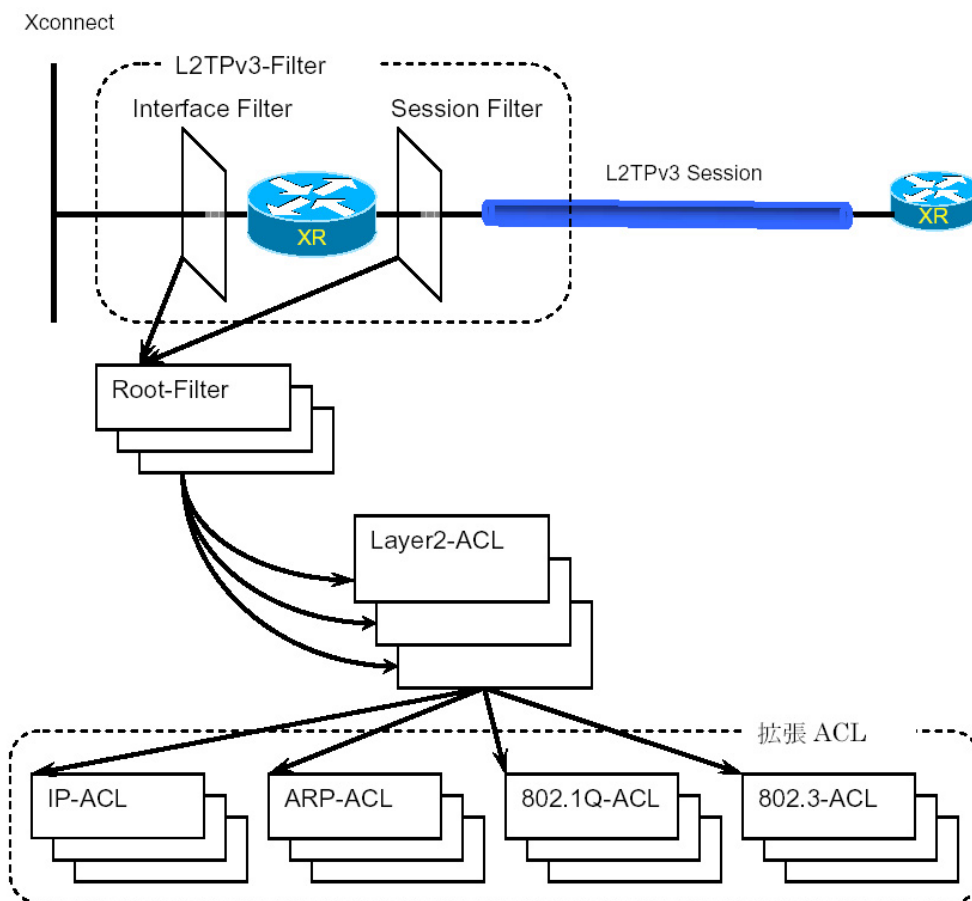 Xconnect
L2TPv3-Filter
Interface Filter
Session Filter
L2TPv3 Session
XR
XR
Root-Filter
Layer2-ACL
拡張 ACL
IP-ACL
ARP-ACL
802.1Q-ACL
802.3-ACL